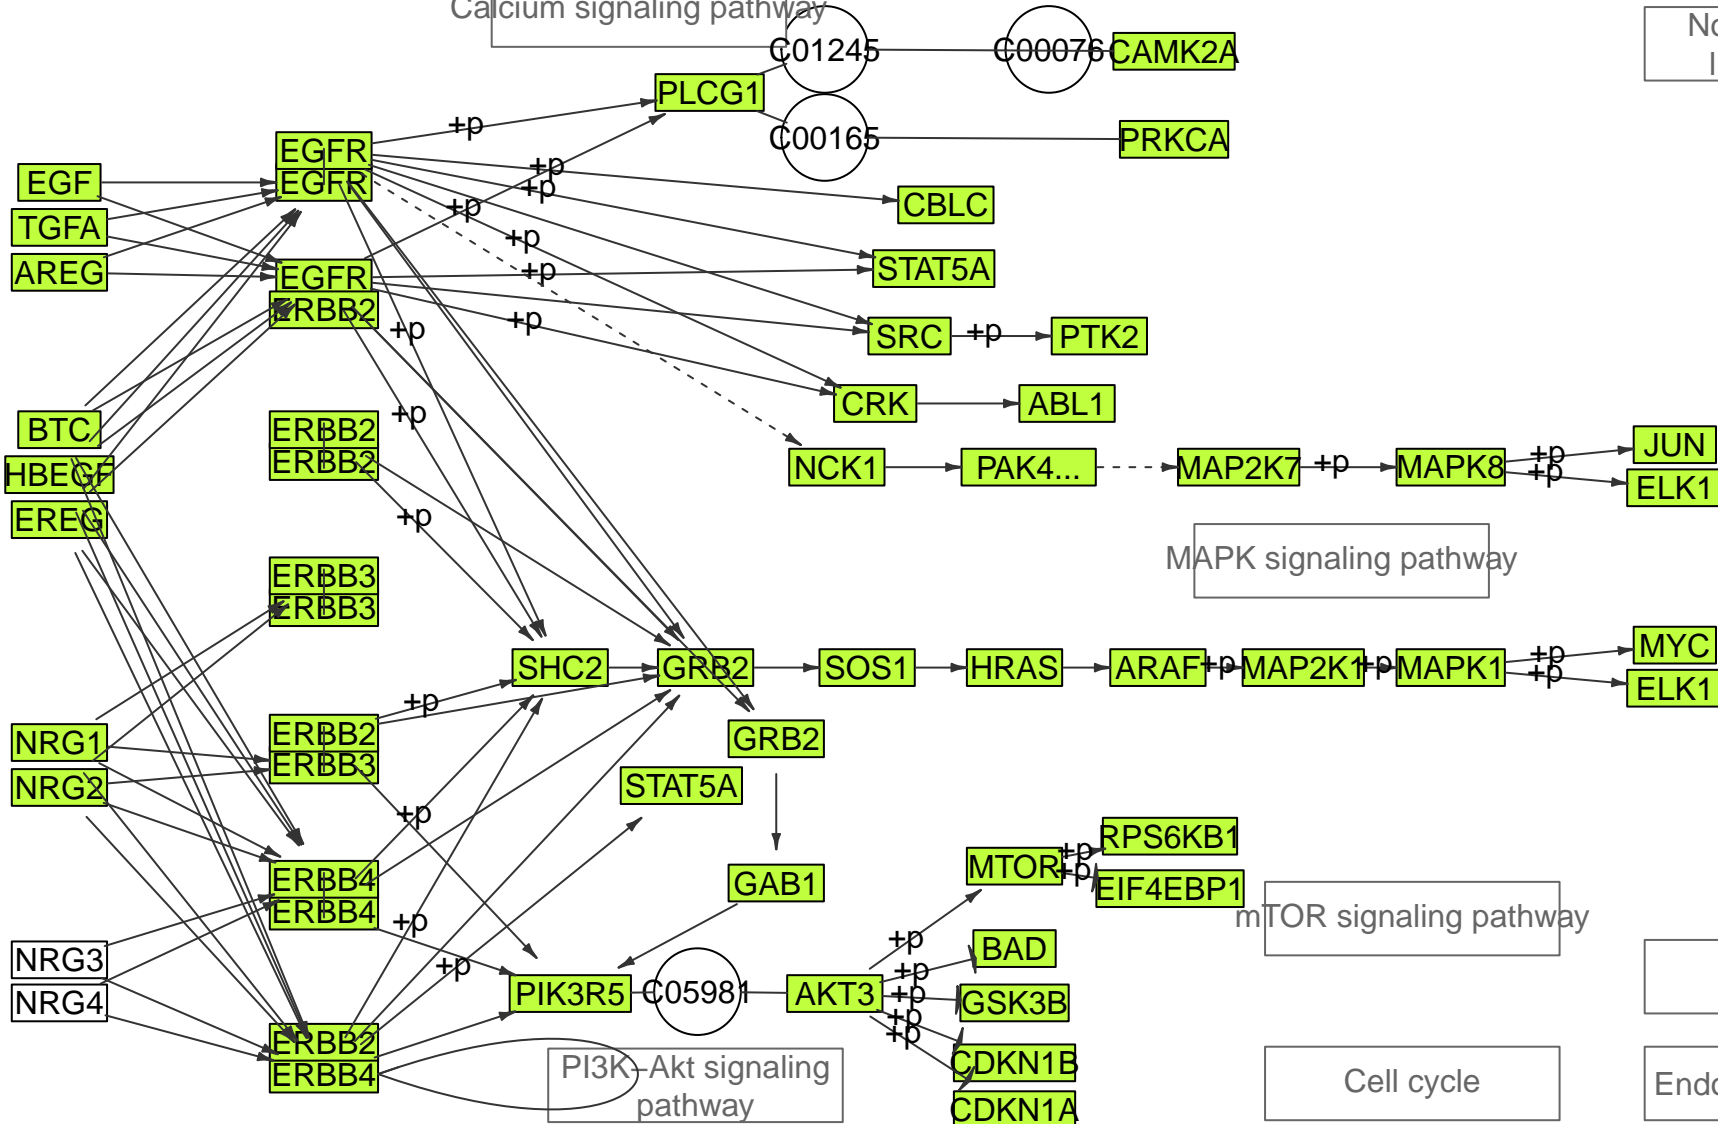 Calcium signaling pathway
No
C01245
C00076
CAMK2A
PLCG1
+p
C00165
PRKCA
EGFR
EGFR
EGF
+p
+p
CBLC
TGFA
+p
+p
AREG
EGFR
+p
STAT5A
ERBB2
+p
+p
SRC
+p
PTK2
CRK
ABL1
BTC
ERBB2
+p
ERBB2
JUN
HBEGF
NCK1
PAK4...
MAP2K7
+p
MAPK8
+p
+p
ELK1
EREG
+p
MAPK signaling pathway
ERBB3
ERBB3
SHC2
GRB2
SOS1
HRAS
ARAF
+p
MAP2K1
+p
MAPK1
+p
+p
MYC
ELK1
+p
NRG1
ERBB2
ERBB3
GRB2
NRG2
STAT5A
+p
RPS6KB1
+p
MTOR
+p
EIF4EBP1
ERBB4
ERBB4
GAB1
mTOR signaling pathway
+p
+p
BAD
NRG3
+p
+p
NRG4
PIK3R5
C05981
AKT3
+p
GSK3B
+p
+p
ERBB2
ERBB4
CDKN1B
CDKN1A
PI3K−Akt signaling
pathway
Cell cycle
Endo